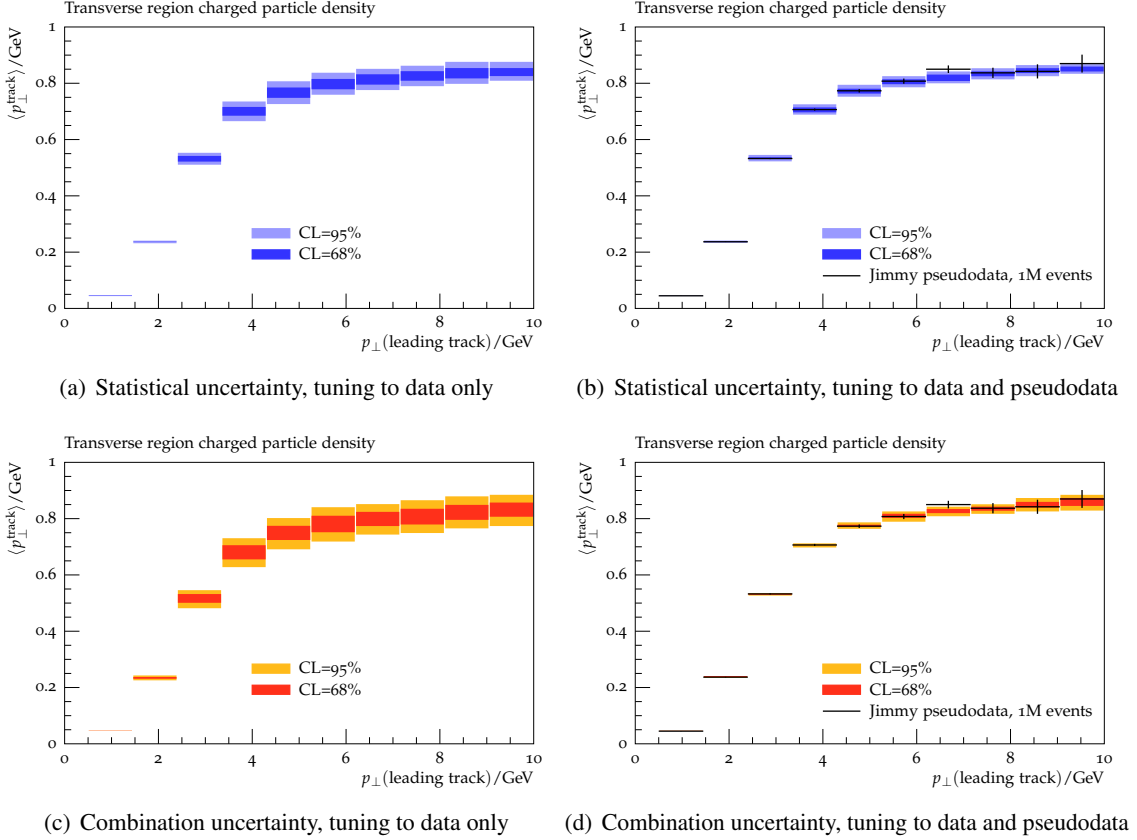 Transverse region charged particle density
⟨p⊥^track⟩/GeV
1
0.8
0.6
0.4
0.2
0
CL=95%
CL=68%
0 2 4 6 8 10
p⊥(leading track)/GeV
(a) Statistical uncertainty, tuning to data only
Transverse region charged particle density
⟨p⊥^track⟩/GeV
1
0.8
0.6
0.4
0.2
0
CL=95%
CL=68%
Jimmy pseudodata, 1M events
0 2 4 6 8 10
p⊥(leading track)/GeV
(b) Statistical uncertainty, tuning to data and pseudodata
Transverse region charged particle density
⟨p⊥^track⟩/GeV
1
0.8
0.6
0.4
0.2
0
CL=95%
CL=68%
0 2 4 6 8 10
p⊥(leading track)/GeV
(c) Combination uncertainty, tuning to data only
Transverse region charged particle density
⟨p⊥^track⟩/GeV
1
0.8
0.6
0.4
0.2
0
CL=95%
CL=68%
Jimmy pseudodata, 1M events
0 2 4 6 8 10
p⊥(leading track)/GeV
(d) Combination uncertainty, tuning to data and pseudodata